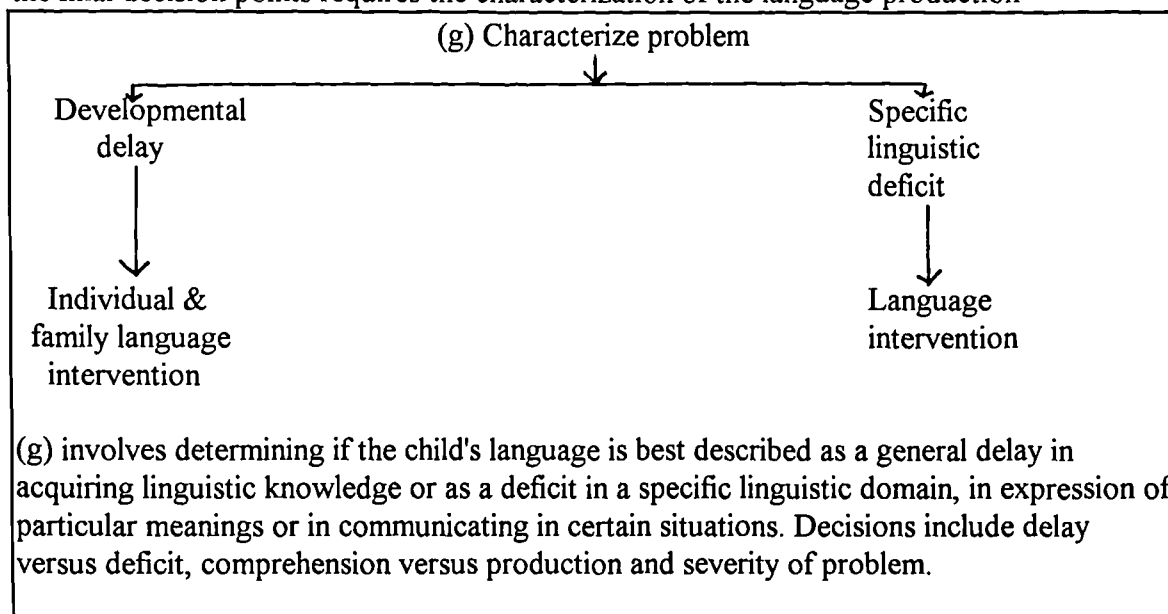 the final decision points requires the characterization of the language production
(g) Characterize problem
Developmental
delay
Specific
linguistic
deficit
Individual &
family language
intervention
Language
intervention
(g) involves determining if the child's language is best described as a general delay in
acquiring linguistic knowledge or as a deficit in a specific linguistic domain, in expression of
particular meanings or in communicating in certain situations. Decisions include delay
versus deficit, comprehension versus production and severity of problem.